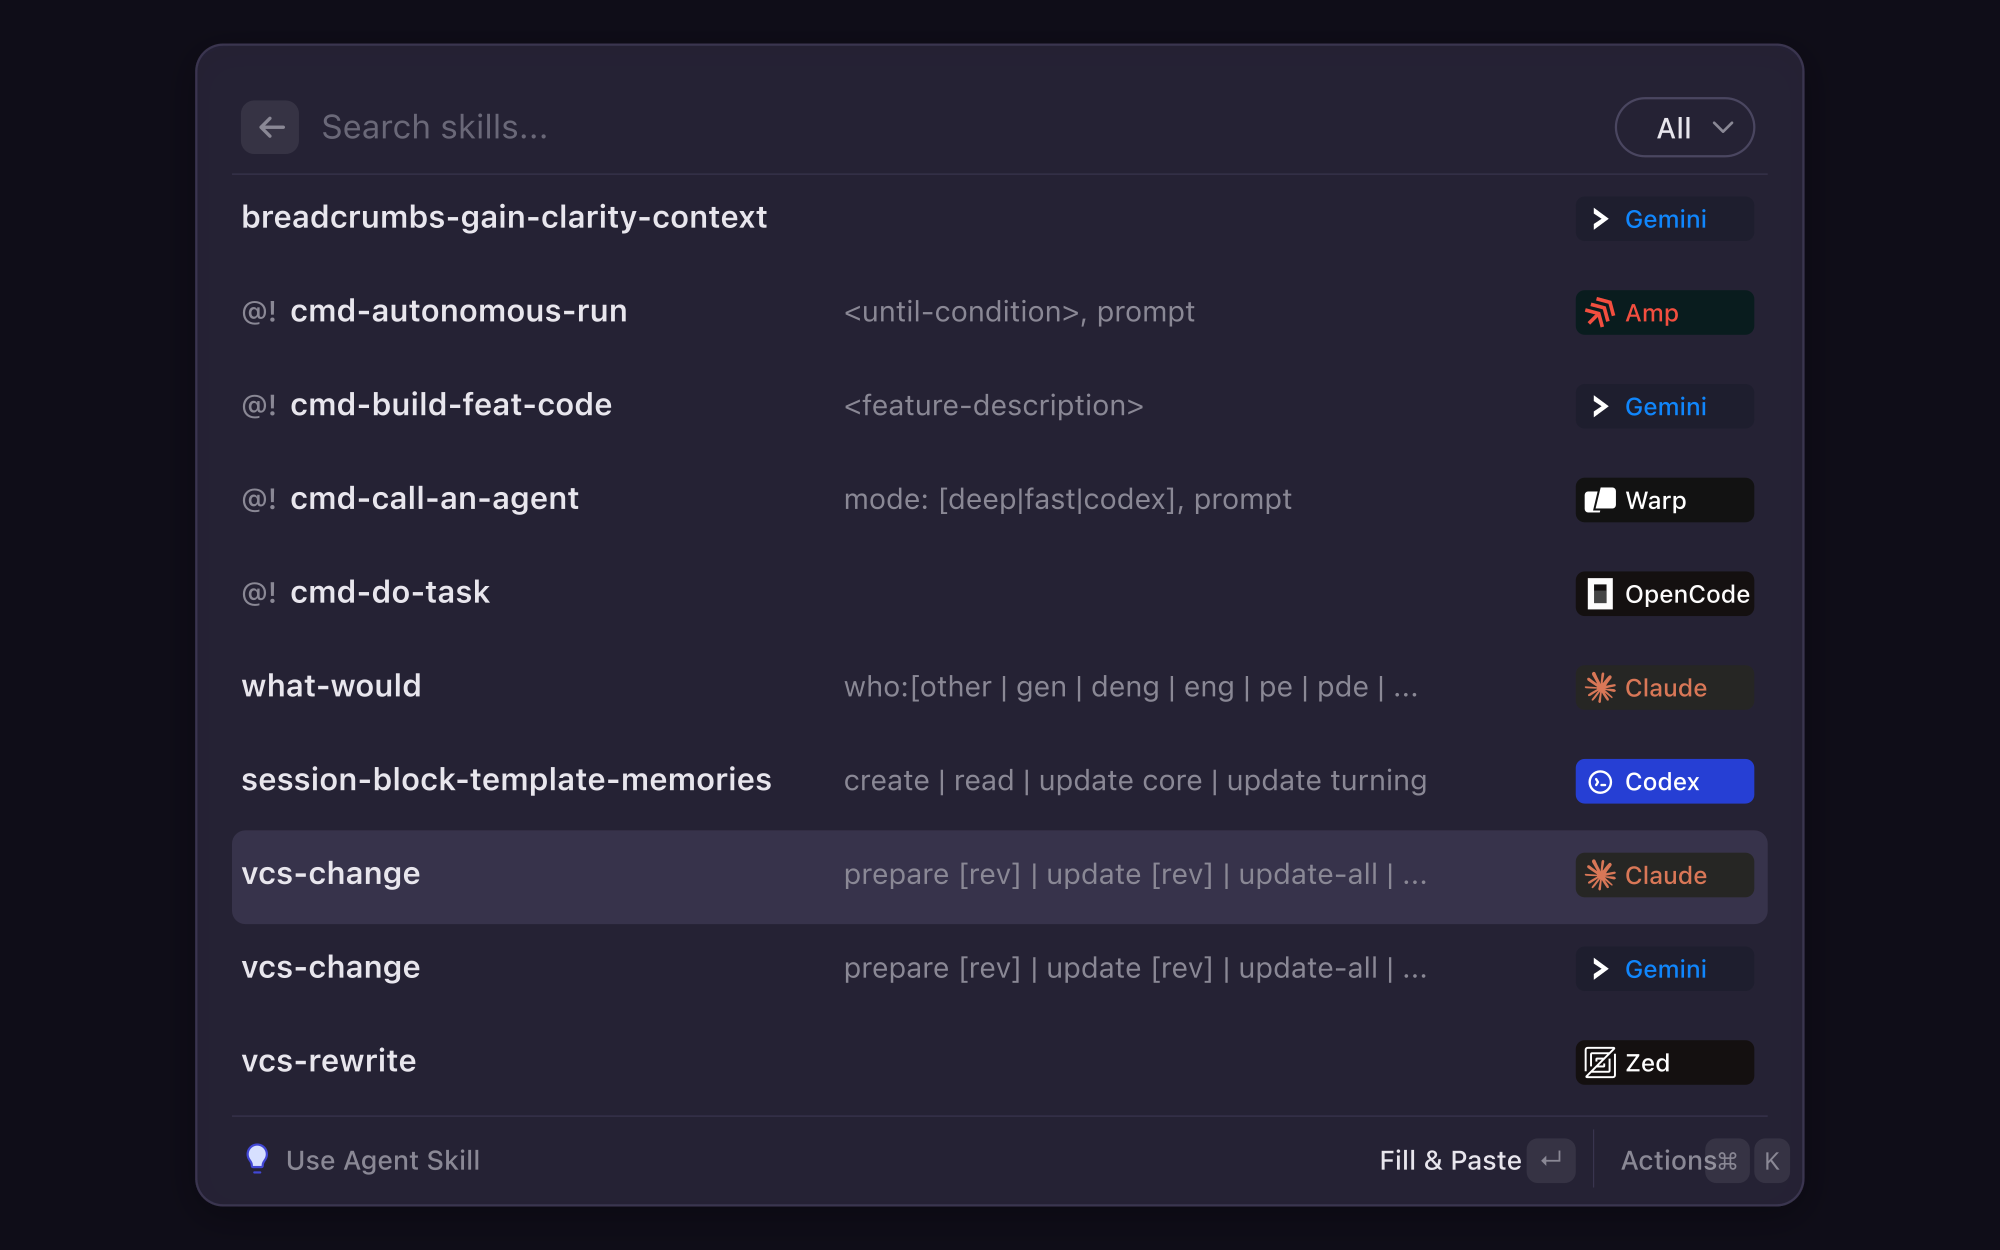 Search skills...
All
breadcrumbs-gain-clarity-context Gemini
@! cmd-autonomous-run <until-condition>, prompt Amp
@! cmd-build-feat-code <feature-description> Gemini
@! cmd-call-an-agent mode: [deep|fast|codex], prompt Warp
@! cmd-do-task OpenCode
what-would who:[other | gen | deng | eng | pe | pde | ... Claude
session-block-template-memories create | read | update core | update turning Codex
vcs-change prepare [rev] | update [rev] | update-all | ... Claude
vcs-change prepare [rev] | update [rev] | update-all | ... Gemini
vcs-rewrite Zed
Use Agent Skill Fill & Paste ↵ Actions ⌘ K